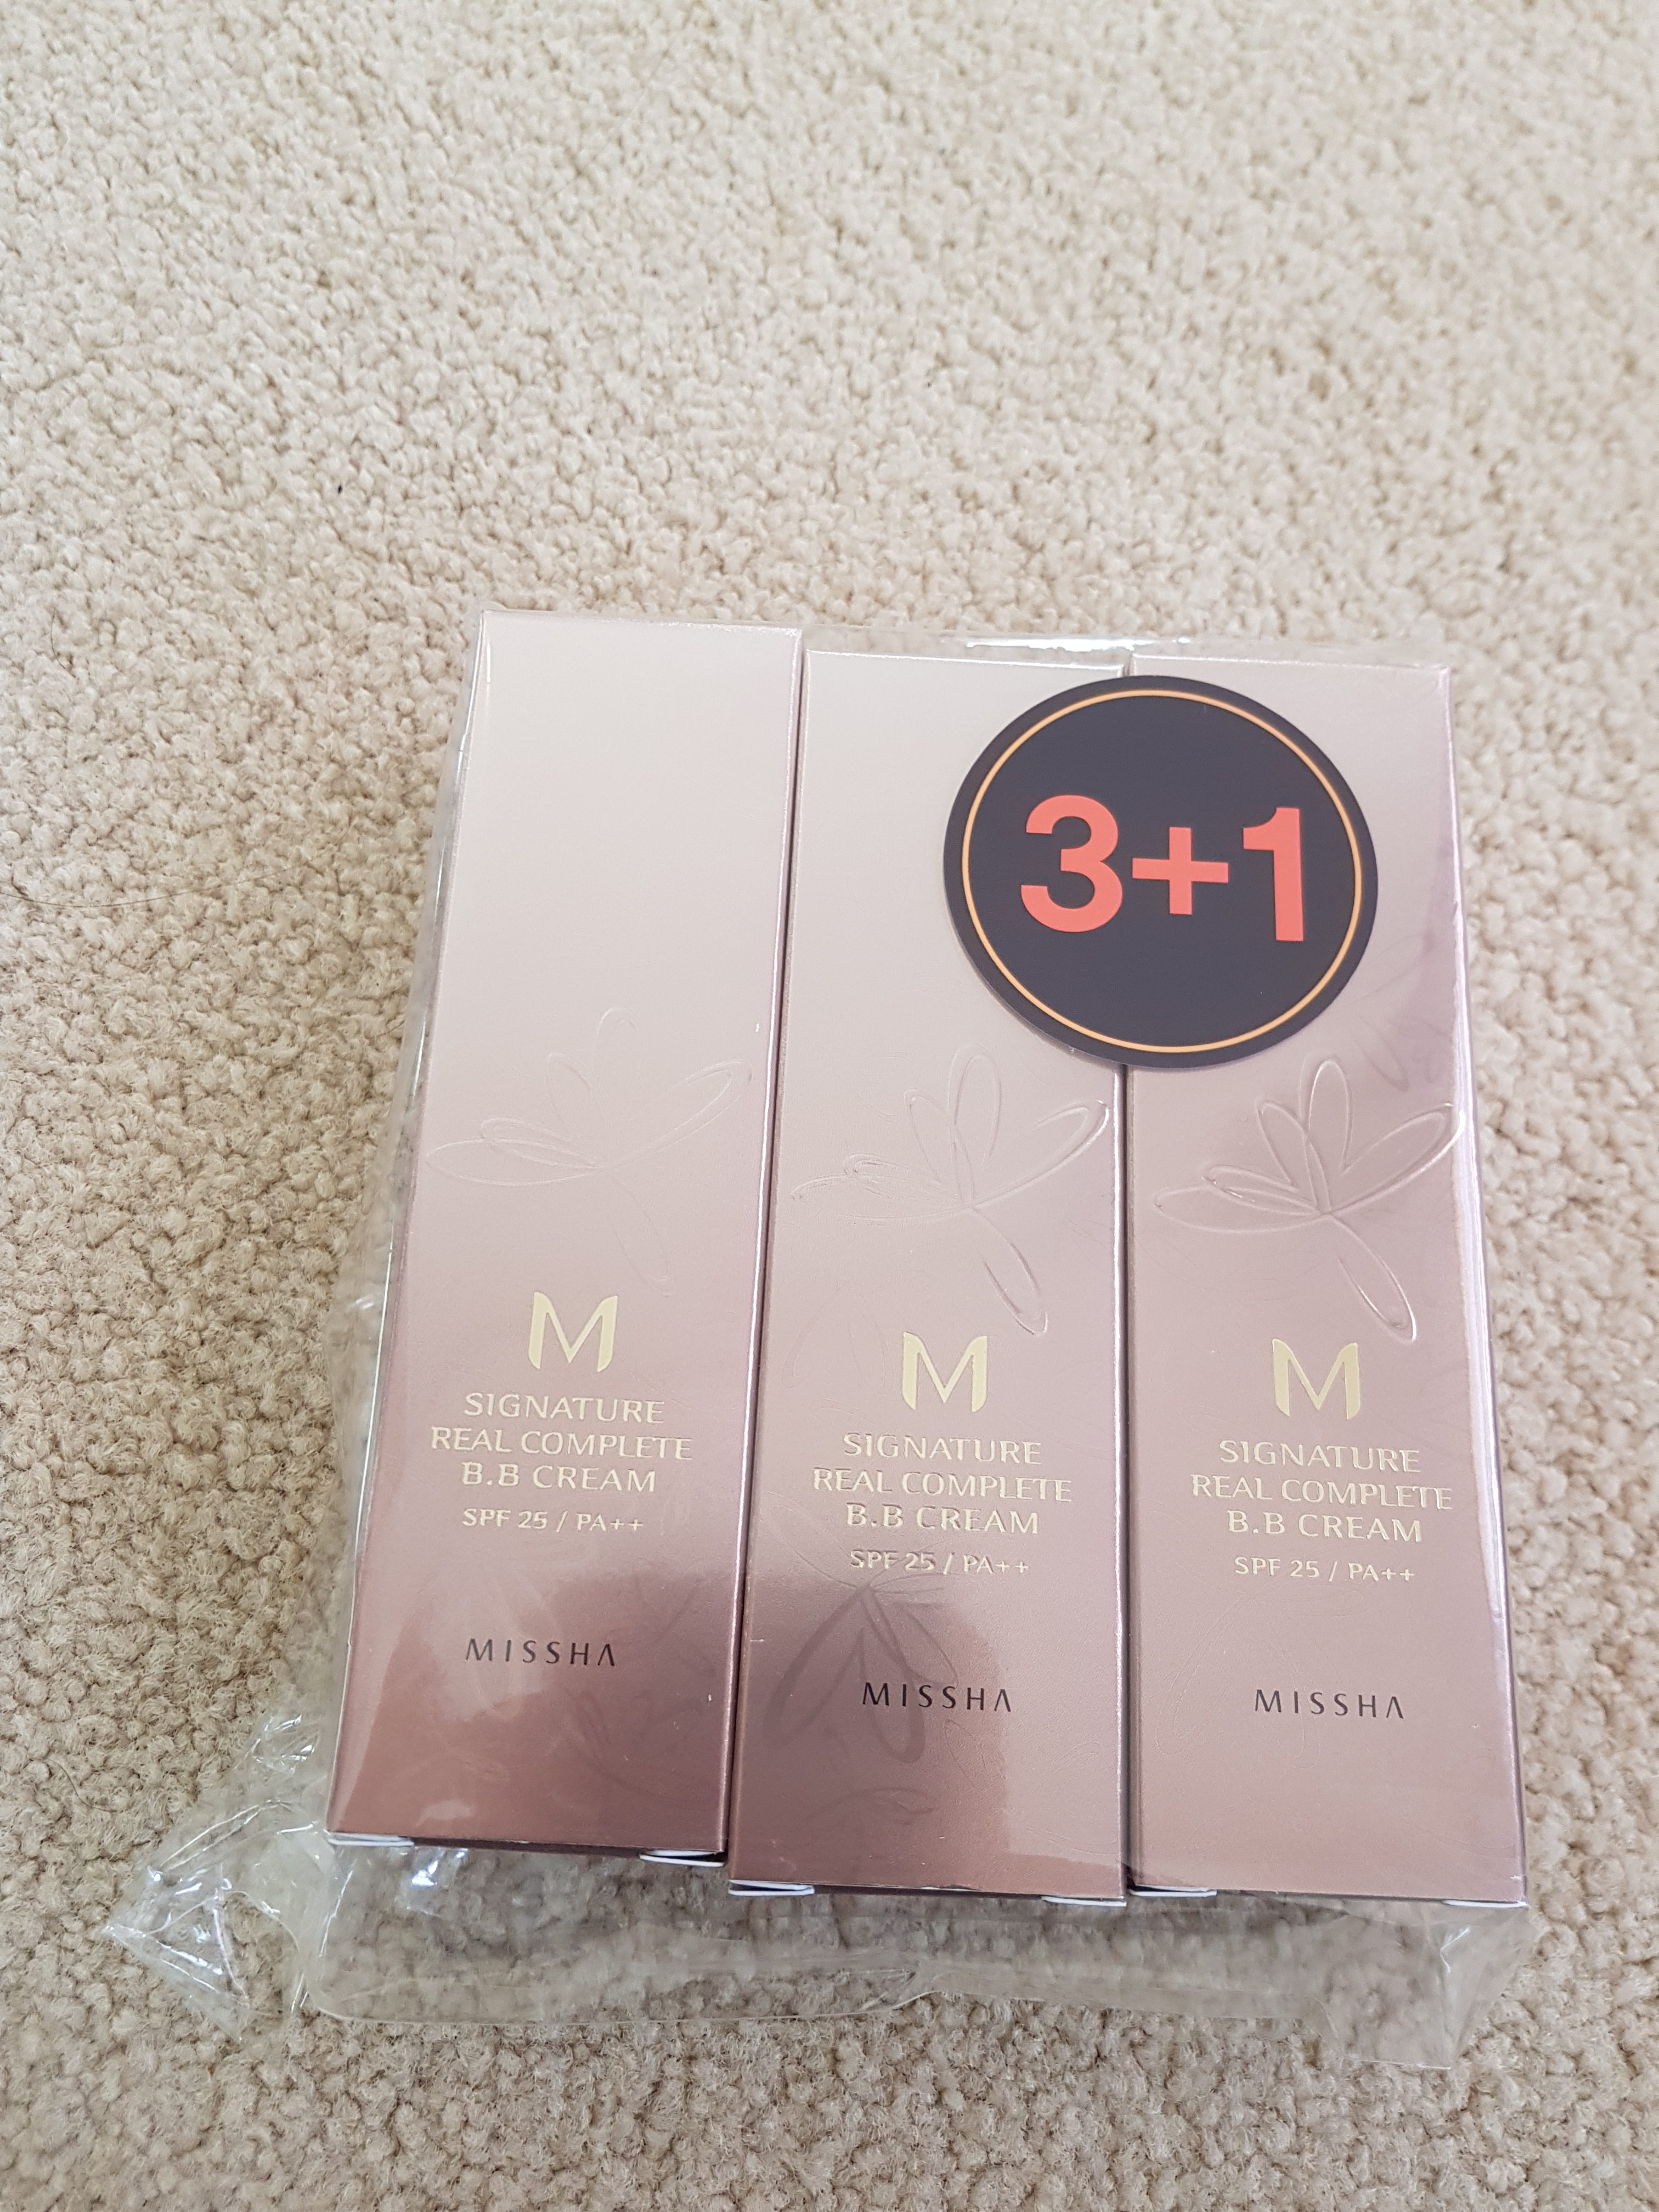 3+1
M
SIGNATURE
REAL COMPLETE
B.B CREAM
SPF 25 / PA++
MISSHA
M
SIGNATURE
REAL COMPLETE
B.B CREAM
SPF 25 / PA++
MISSHA
M
SIGNATURE
REAL COMPLETE
B.B CREAM
SPF 25 / PA++
MISSHA